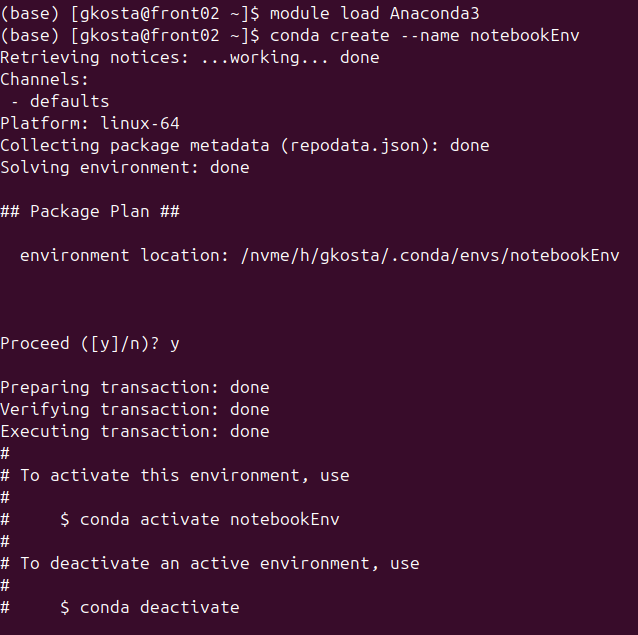 (base) [gkosta@front02 ~]$ module load Anaconda3
(base) [gkosta@front02 ~]$ conda create --name notebookEnv
Retrieving notices: ...working... done
Channels:
 - defaults
Platform: linux-64
Collecting package metadata (repodata.json): done
Solving environment: done
## Package Plan ##
  environment location: /nvme/h/gkosta/.conda/envs/notebookEnv
Proceed ([y]/n)? y
Preparing transaction: done
Verifying transaction: done
Executing transaction: done
#
# To activate this environment, use
#
#     $ conda activate notebookEnv
#
# To deactivate an active environment, use
#
#     $ conda deactivate